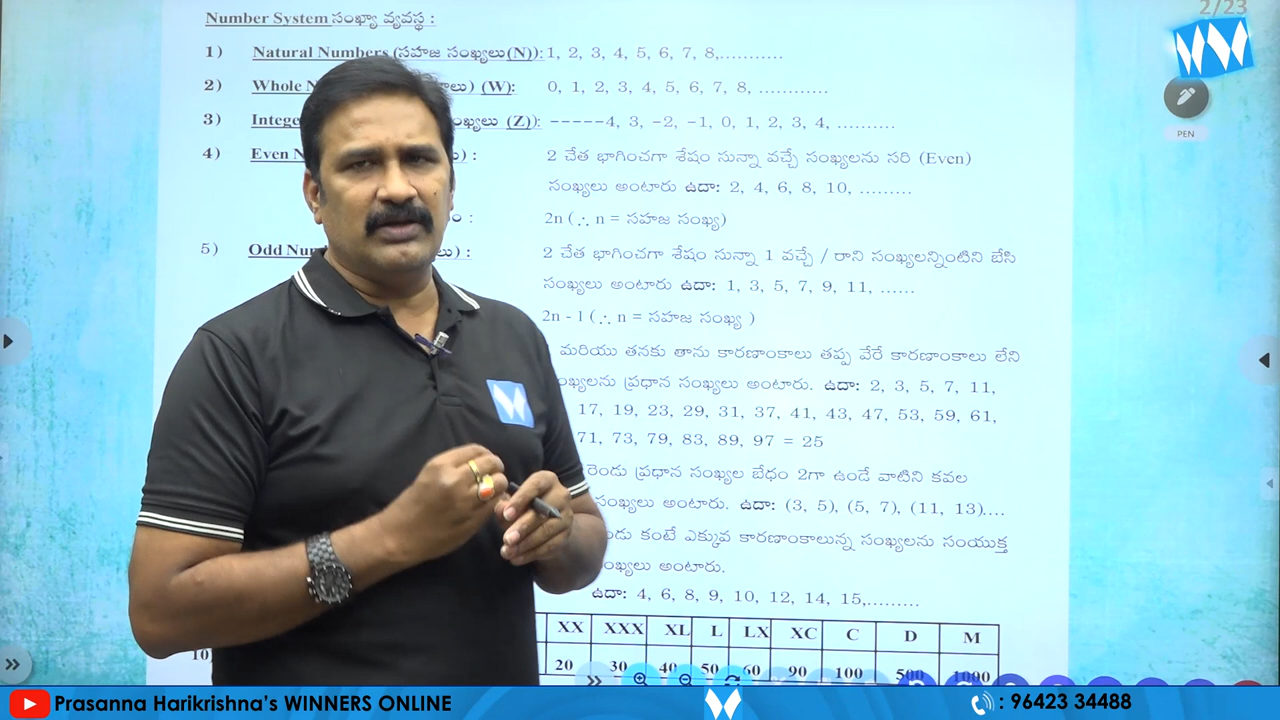 2/23
Number System సంఖ్యా వ్యవస్థ :
1) Natural Numbers (సహజ సంఖ్యలు(N)): 1, 2, 3, 4, 5, 6, 7, 8,...........
2) Whole లు) (W): 0, 1, 2, 3, 4, 5, 6, 7, 8, ............
PEN
3) Intege ఖ్యలు (Z)): -----4, 3, -2, -1, 0, 1, 2, 3, 4, ..........
4) Even N ు) : 2 చేత భాగించగా శేషం సున్నా వచ్చే సంఖ్యలను సరి (Even)
సంఖ్యలు అంటారు ఉదా: 2, 4, 6, 8, 10, .........
ం : 2n (∴ n = సహజ సంఖ్య)
5) Odd Num లు) : 2 చేత భాగించగా శేషం సున్నా 1 వచ్చే / రాని సంఖ్యలన్నింటిని బేసి
సంఖ్యలు అంటారు ఉదా: 1, 3, 5, 7, 9, 11, ......
2n - 1 (∴ n = సహజ సంఖ్య )
మరియు తనకు తాను కారణాంకాలు తప్ప వేరే కారణాంకాలు లేని
ంఖ్యలను ప్రధాన సంఖ్యలు అంటారు. ఉదా: 2, 3, 5, 7, 11,
17, 19, 23, 29, 31, 37, 41, 43, 47, 53, 59, 61,
71, 73, 79, 83, 89, 97 = 25
రెండు ప్రధాన సంఖ్యల బేధం 2గా ఉండే వాటిని కవల
సంఖ్యలు అంటారు. ఉదా: (3, 5), (5, 7), (11, 13)....
ండు కంటే ఎక్కువ కారణాంకాలున్న సంఖ్యలను సంయుక్త
ంఖ్యలు అంటారు.
ఉదా: 4, 6, 8, 9, 10, 12, 14, 15,.........
XX XXX XL L LX XC C D M
10) 20 30 40 50 60 90 100 500 1000
Prasanna Harikrishna's WINNERS ONLINE : 96423 34488